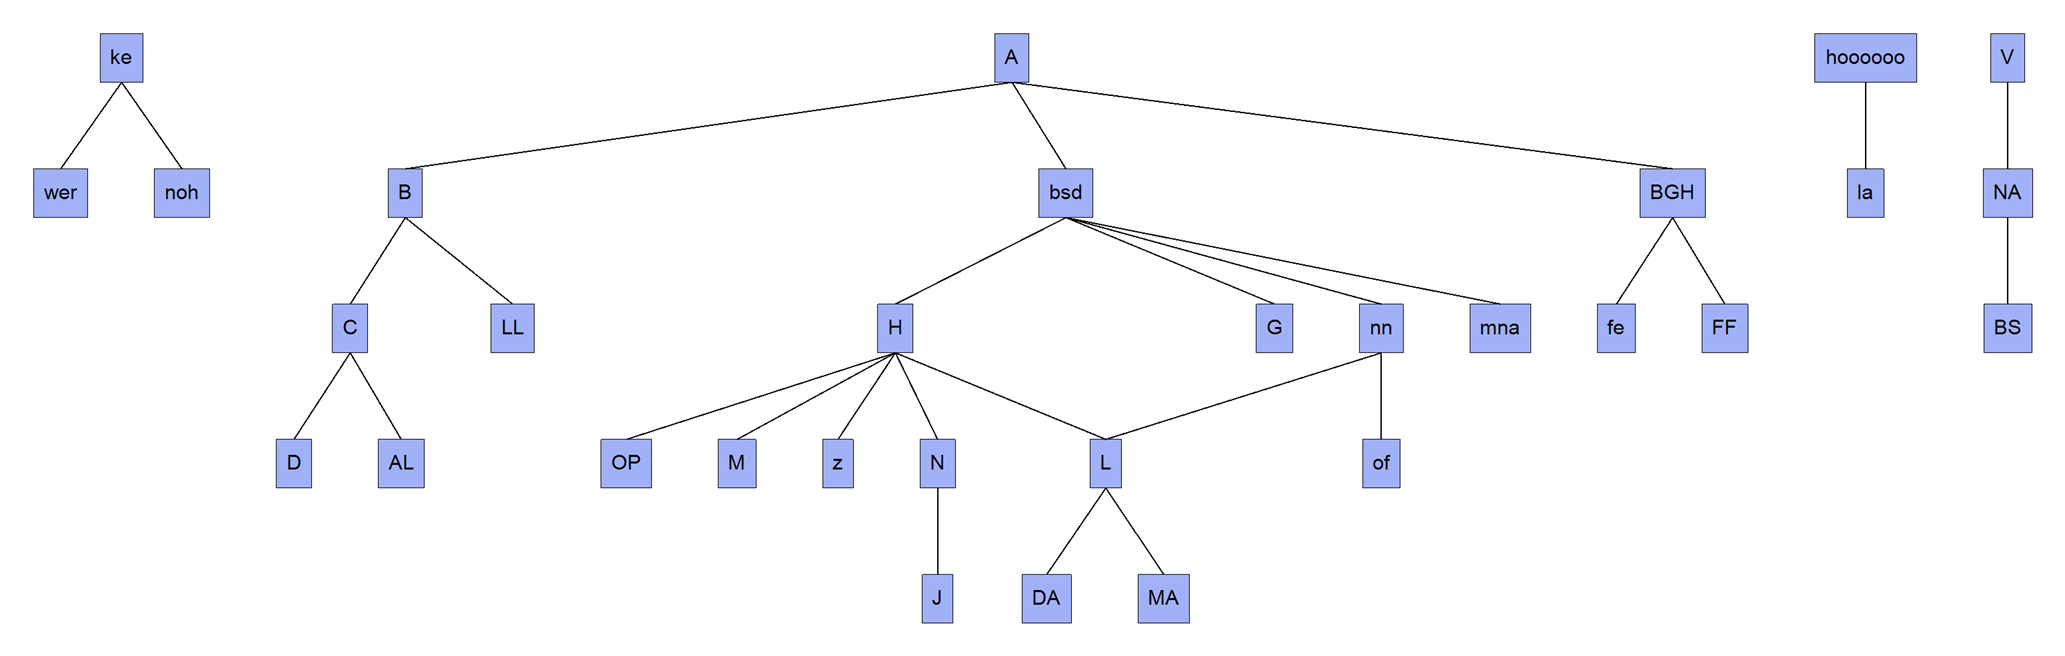 ke
A
hoooooo
V
wer
noh
B
bsd
BGH
la
NA
C
LL
H
G
nn
mna
fe
FF
BS
D
AL
OP
M
z
N
L
of
J
DA
MA